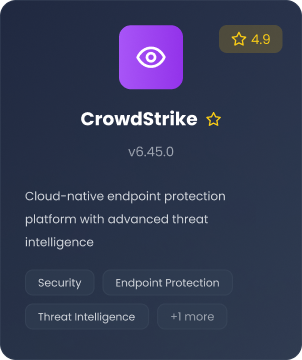 4.9
CrowdStrike
v6.45.0
Cloud-native endpoint protection
platform with advanced threat
intelligence
Security
Endpoint Protection
Threat Intelligence
+1 more